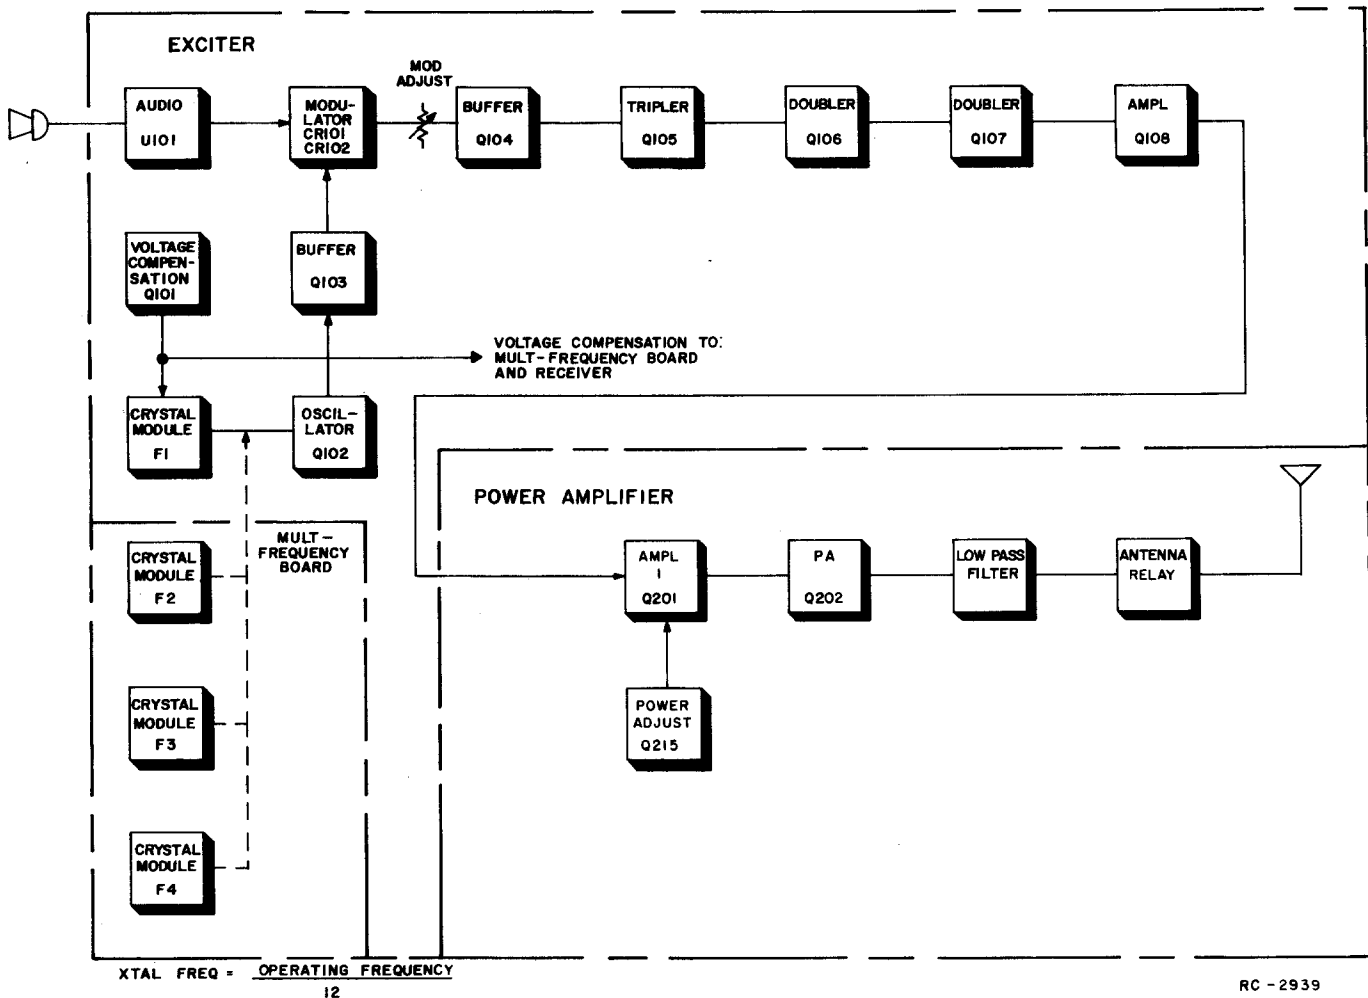 EXCITER
MOD
ADJUST
AUDIO
U101
MODU-
LATOR
CR101
CR102
BUFFER
Q104
TRIPLER
Q105
DOUBLER
Q106
DOUBLER
Q107
AMPL
Q108
VOLTAGE
COMPEN-
SATION
Q101
BUFFER
Q103
VOLTAGE COMPENSATION TO:
MULT-FREQUENCY BOARD
AND RECEIVER
CRYSTAL
MODULE
F1
OSCIL-
LATOR
Q102
POWER AMPLIFIER
MULT-
FREQUENCY
BOARD
CRYSTAL
MODULE
F2
AMPL
1
Q201
PA
Q202
LOW PASS
FILTER
ANTENNA
RELAY
CRYSTAL
MODULE
F3
POWER
ADJUST
Q215
CRYSTAL
MODULE
F4
XTAL FREQ = OPERATING FREQUENCY
12
RC-2939